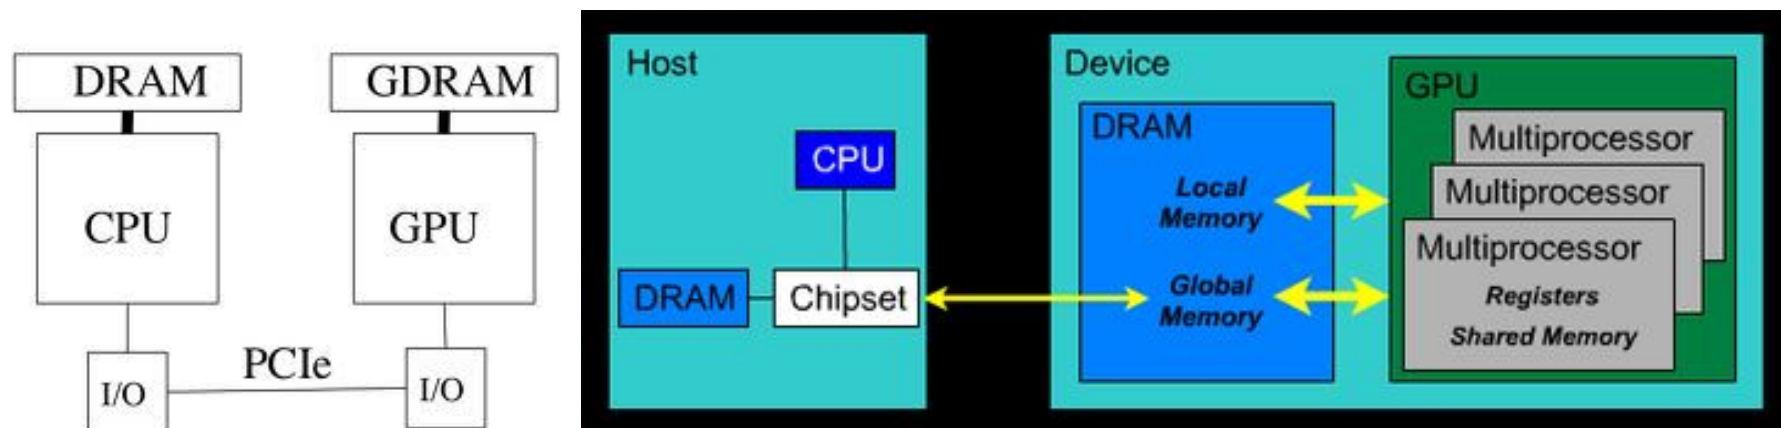 DRAM
GDRAM
CPU
GPU
PCIe
I/O
I/O
Host
CPU
DRAM
Chipset
Device
DRAM
Local
Memory
Global
Memory
GPU
Multiprocessor
Multiprocessor
Multiprocessor
Registers
Shared Memory